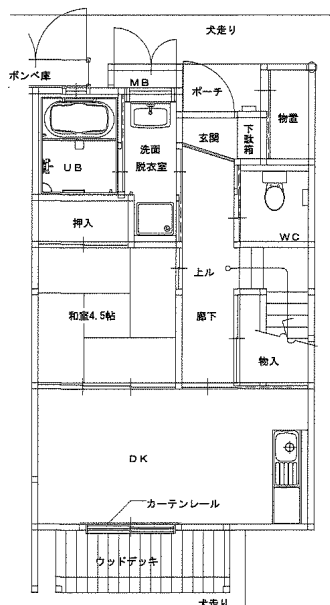 犬走り
ボンベ庫
MB
ポーチ
物置
玄関
下駄箱
UB
洗面
脱衣室
WC
押入
上ル
和室4.5帖
廊下
物入
DK
カーテンレール
ウッドデッキ
犬走り